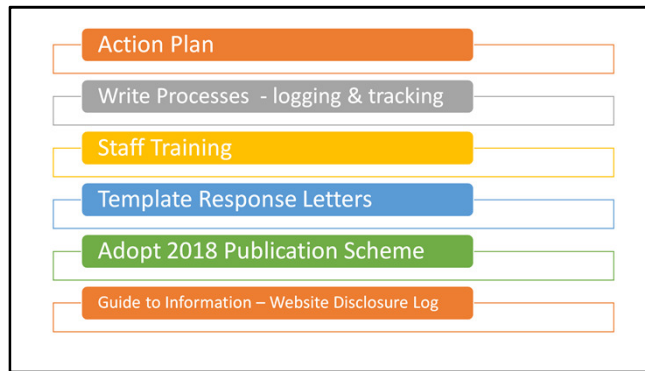 Action Plan
Write Processes  - logging & tracking
Staff Training
Template Response Letters
Adopt 2018 Publication Scheme
Guide to Information – Website Disclosure Log